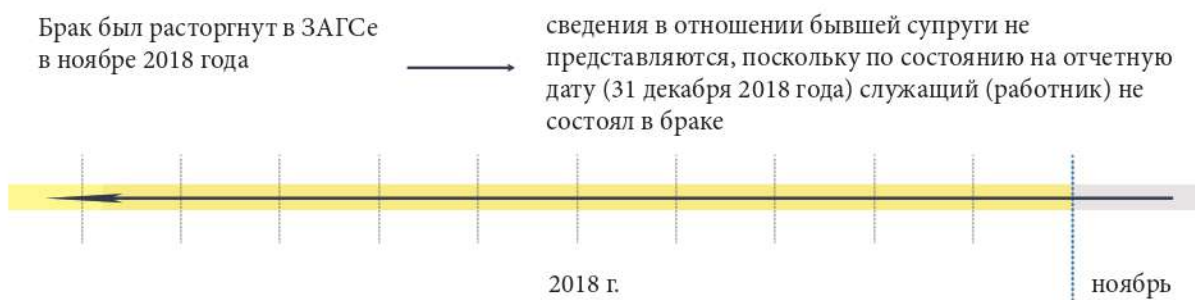 Брак был расторгнут в ЗАГСе
в ноябре 2018 года
сведения в отношении бывшей супруги не
представляются, поскольку по состоянию на отчетную
дату (31 декабря 2018 года) служащий (работник) не
состоял в браке
2018 г.
ноябрь